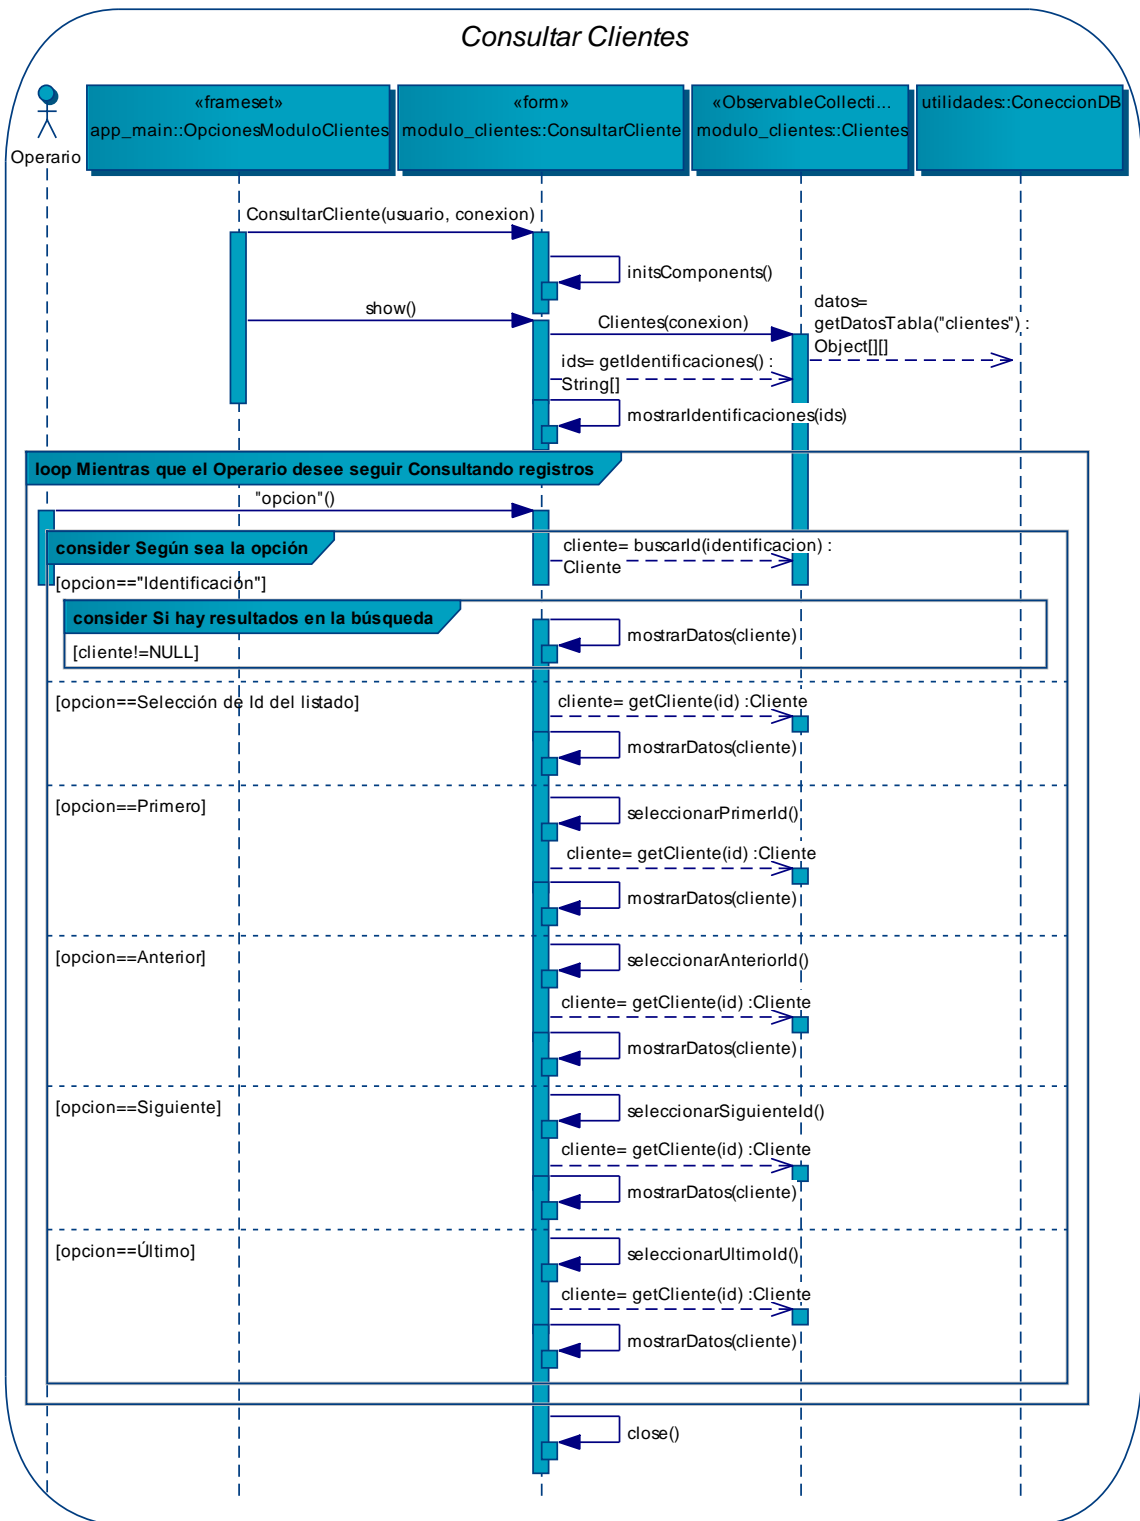 Consultar Clientes
Operario
«frameset»
app_main::OpcionesModuloClientes
«form»
modulo_clientes::ConsultarCliente
«ObservableCollecti...
modulo_clientes::Clientes
utilidades::ConeccionDB
ConsultarCliente(usuario, conexion)
initsComponents()
show()
Clientes(conexion)
datos=
getDatosTabla("clientes") :
Object[][]
ids= getIdentificaciones() :
String[]
mostrarIdentificaciones(ids)
loop Mientras que el Operario desee seguir Consultando registros
"opcion"()
consider Según sea la opción
cliente= buscarId(identificacion) :
Cliente
[opcion=="Identificación"]
consider Si hay resultados en la búsqueda
mostrarDatos(cliente)
[cliente!=NULL]
[opcion==Selección de Id del listado]
cliente= getCliente(id) :Cliente
mostrarDatos(cliente)
[opcion==Primero]
seleccionarPrimerId()
cliente= getCliente(id) :Cliente
mostrarDatos(cliente)
[opcion==Anterior]
seleccionarAnteriorId()
cliente= getCliente(id) :Cliente
mostrarDatos(cliente)
[opcion==Siguiente]
seleccionarSiguienteId()
cliente= getCliente(id) :Cliente
mostrarDatos(cliente)
[opcion==Último]
seleccionarUltimoId()
cliente= getCliente(id) :Cliente
mostrarDatos(cliente)
close()